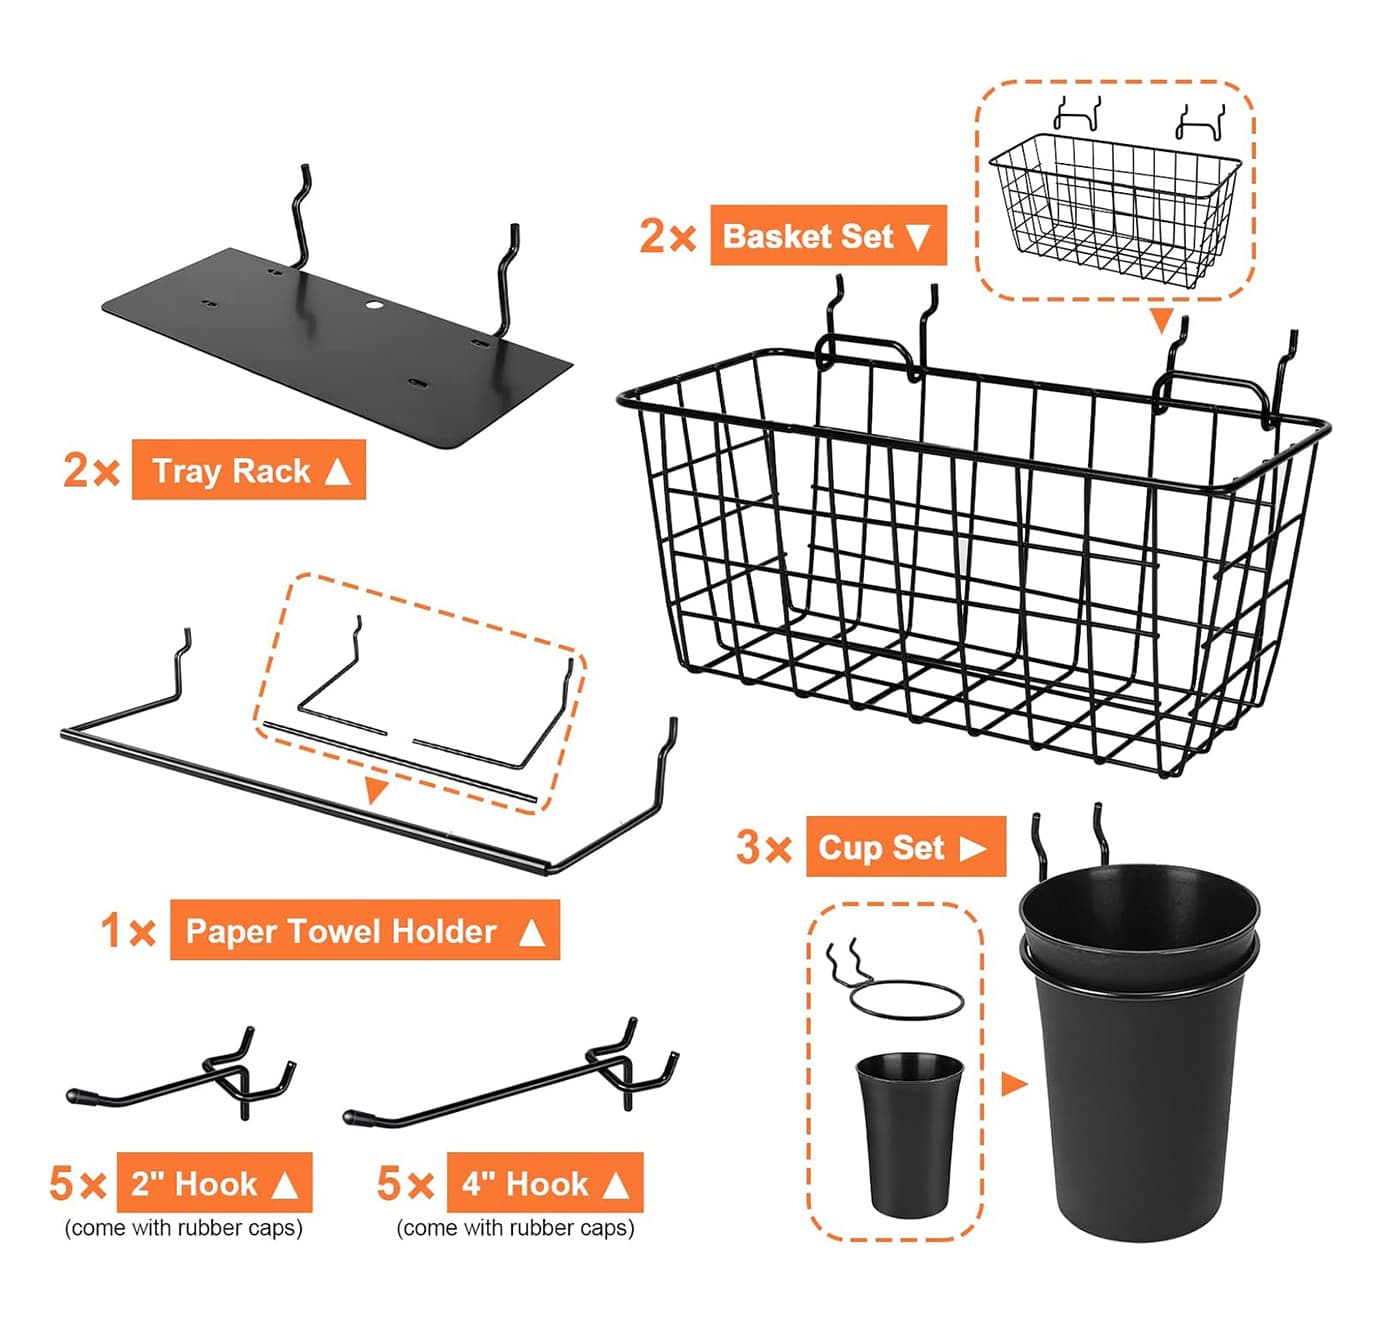 2× Basket Set
2× Tray Rack
1× Paper Towel Holder
3× Cup Set
5× 2" Hook
(come with rubber caps)
5× 4" Hook
(come with rubber caps)